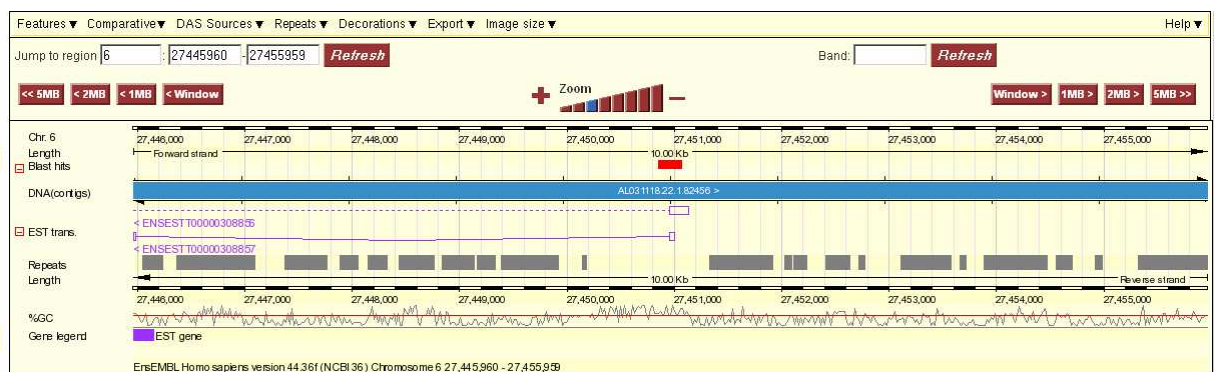 Features ▼ Comparative▼ DAS Sources ▼ Repeats ▼ Decorations ▼ Export ▼ Image size ▼ Help ▼
Jump to region 6 : 27445960 - 27455959 Refresh Band: Refresh
<< 5MB < 2MB < 1MB < Window + Zoom − Window > 1MB > 2MB > 5MB >>
Chr. 6 27,446,000 27,447,000 27,448,000 27,449,000 27,450,000 27,451,000 27,452,000 27,453,000 27,454,000 27,455,000
Length Forward strand 10.00 Kb
Blast hits
DNA(contigs) AL031118.22.1.82456 >
< ENSESTT00000308856
EST trans.
< ENSESTT00000308857
Repeats
Length 10.00 Kb Reverse strand
27,446,000 27,447,000 27,448,000 27,449,000 27,450,000 27,451,000 27,452,000 27,453,000 27,454,000 27,455,000
%GC
Gene legend EST gene
EnsEMBL Homo sapiens version 44.36f (NCBI 36) Chromosome 6 27,445,960 - 27,455,959